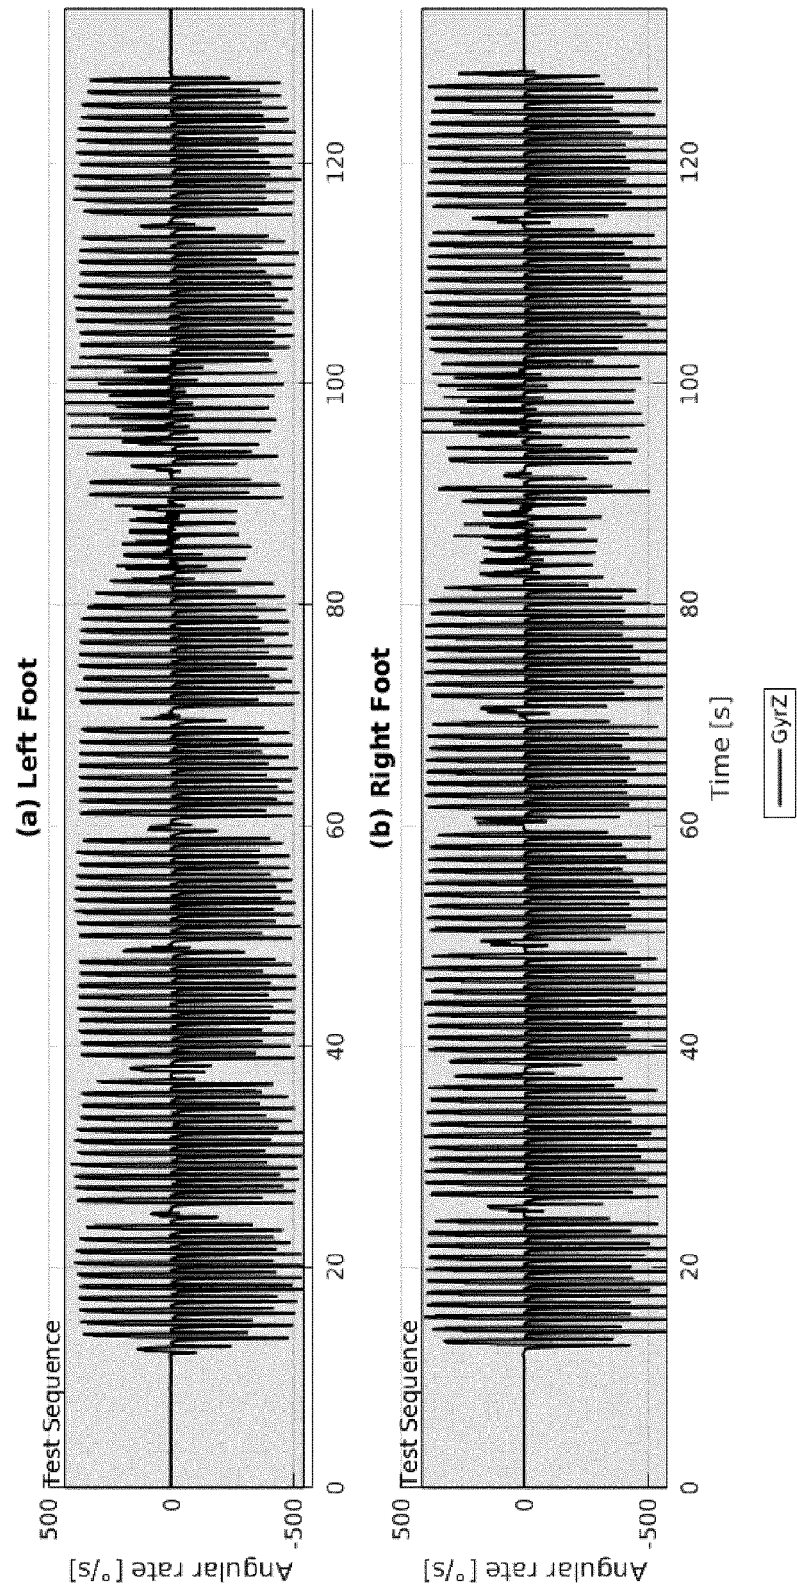 (a) Left Foot
Test Sequence
500
0
-500
Angular rate [°/s]
0
20
40
60
80
100
120
(b) Right Foot
Test Sequence
500
0
-500
Angular rate [°/s]
0
20
40
60
80
100
120
Time [s]
GyrZ